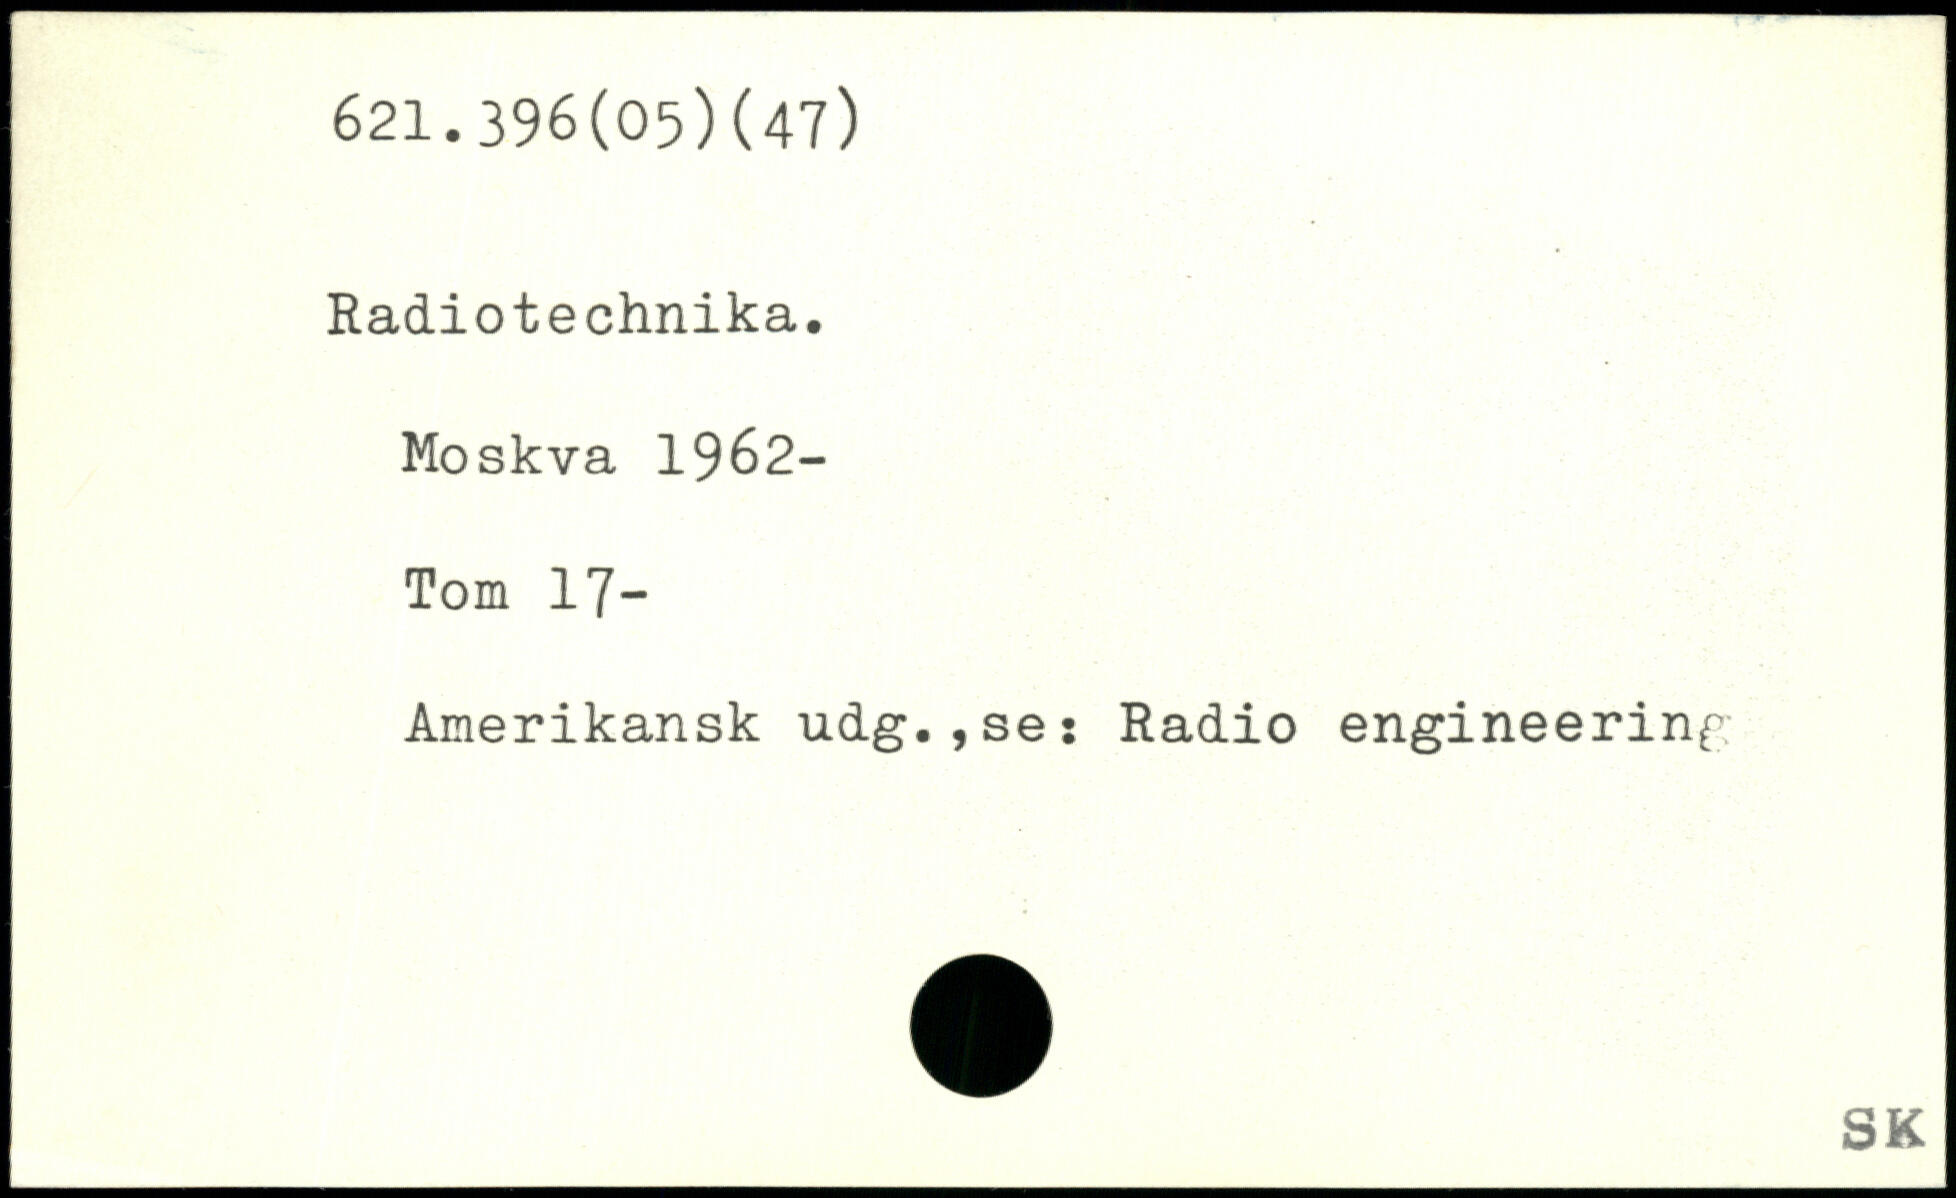 621.396(05)(47)
Radiotechnika.
Moskva 1962-
Tom 17-
Amerikansk udg.,se: Radio engineering
SK